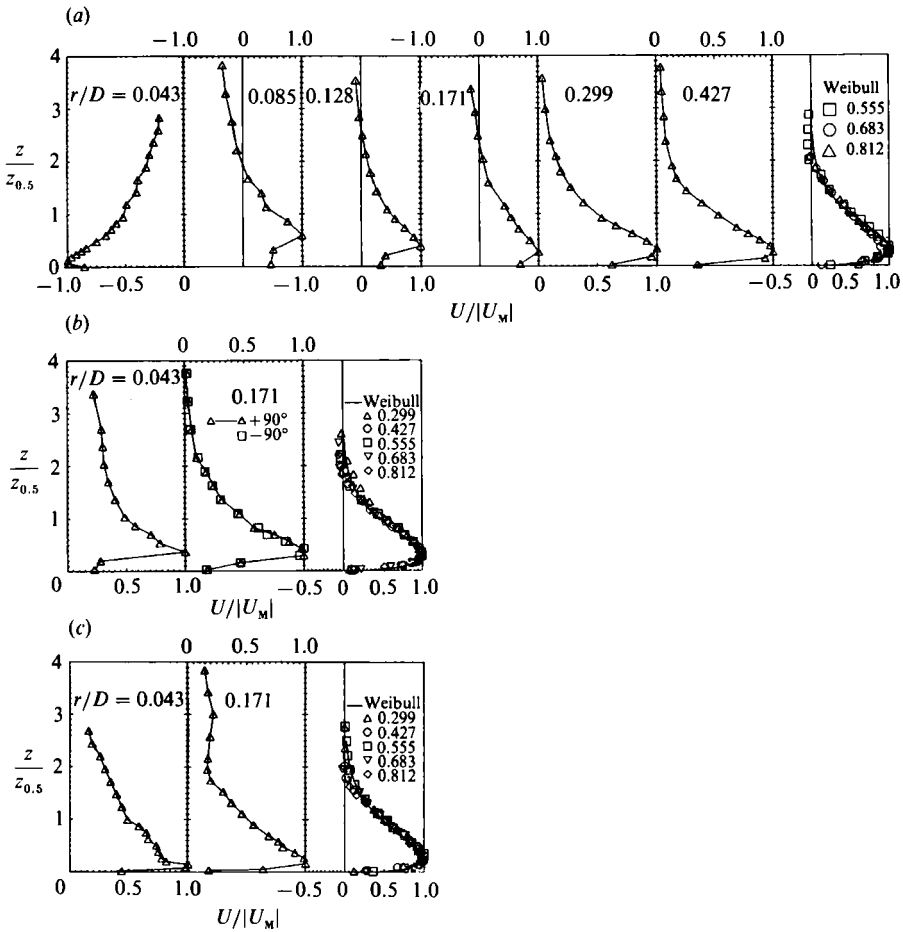 (a)
−1.0 0 1.0 −1.0 0 1.0 0 0.5 1.0
4
3
2
1
0
z
z0.5
r/D = 0.043
0.085
0.128
0.171
0.299
0.427
Weibull
□ 0.555
○ 0.683
△ 0.812
−1.0 −0.5 0 −1.0 0 1.0 −1.0 0 1.0 0 0.5 1.0 −0.5 0 1.0
U/|UM|
(b)
0 0.5 1.0
4
3
2
1
0
z
z0.5
r/D = 0.043
0.171
△—△ +90°
□ −90°
— Weibull
△ 0.299
○ 0.427
□ 0.555
▽ 0.683
◇ 0.812
0 0.5 1.0 −0.5 0 0.5 1.0
U/|UM|
(c)
0 0.5 1.0
4
3
2
1
0
z
z0.5
r/D = 0.043
0.171
— Weibull
△ 0.299
○ 0.427
□ 0.555
▽ 0.683
◇ 0.812
0 0.5 1.0 −0.5 0 0.5 1.0
U/|UM|